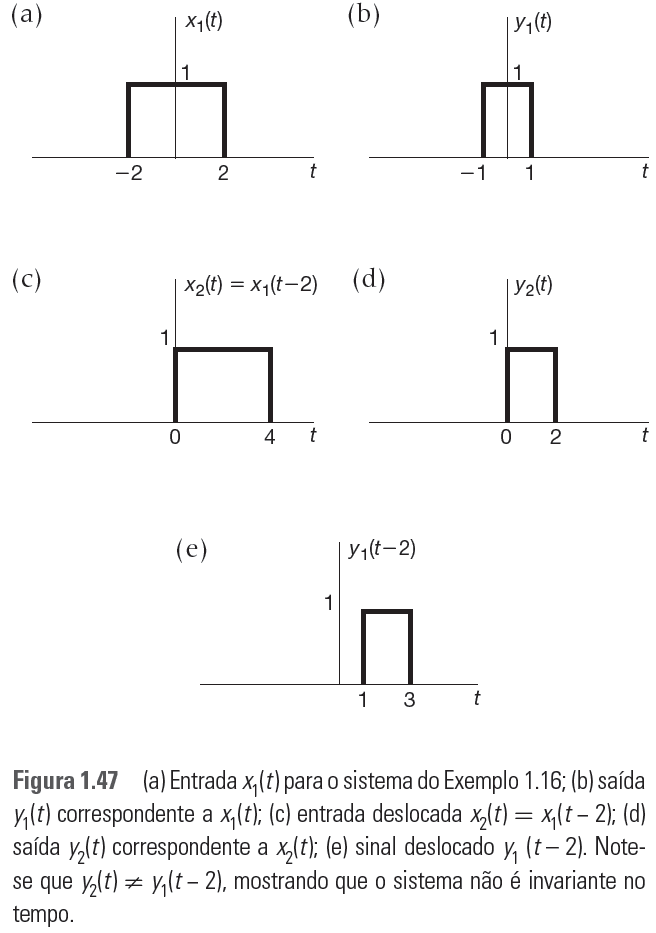 (a) x₁(t)
1
−2 2 t
(b) y₁(t)
1
−1 1 t
(c) x₂(t) = x₁(t−2)
1
0 4 t
(d) y₂(t)
1
0 2 t
(e) y₁(t−2)
1
1 3 t
Figura 1.47 (a) Entrada x₁(t) para o sistema do Exemplo 1.16; (b) saída
y₁(t) correspondente a x₁(t); (c) entrada deslocada x₂(t) = x₁(t – 2); (d)
saída y₂(t) correspondente a x₂(t); (e) sinal deslocado y₁ (t – 2). Note-
se que y₂(t) ≠ y₁(t – 2), mostrando que o sistema não é invariante no
tempo.